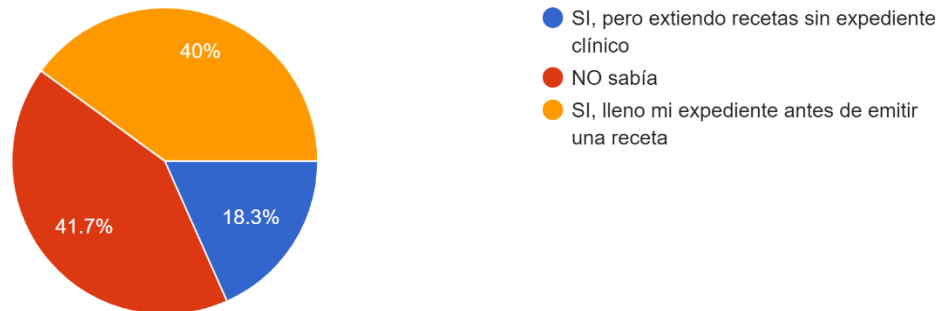 SI, pero extiendo recetas sin expediente
clínico
NO sabía
SI, lleno mi expediente antes de emitir
una receta
40%
41.7%
18.3%